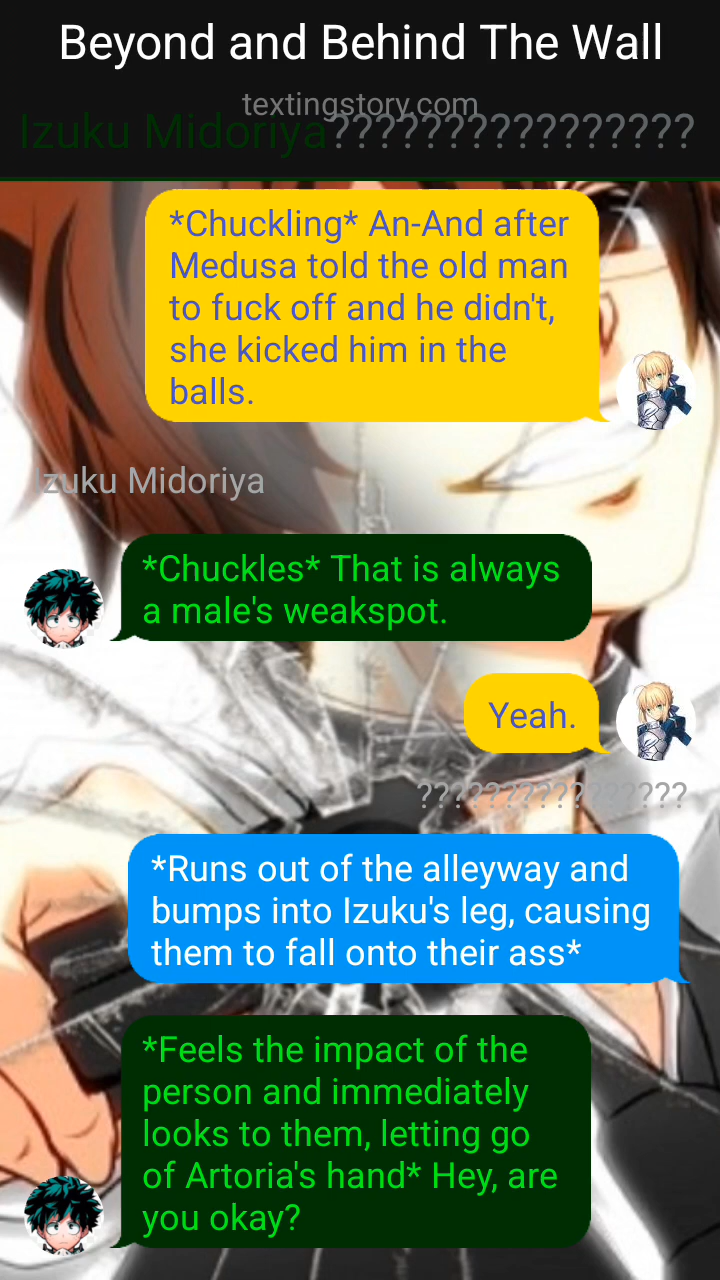 Beyond and Behind The Wall
textingstory.com
Izuku Midoriya????????????????
*Chuckling* An-And after
Medusa told the old man
to fuck off and he didn't,
she kicked him in the
balls.
Izuku Midoriya
*Chuckles* That is always
a male's weakspot.
Yeah.
????????????????
*Runs out of the alleyway and
bumps into Izuku's leg, causing
them to fall onto their ass*
*Feels the impact of the
person and immediately
looks to them, letting go
of Artoria's hand* Hey, are
you okay?